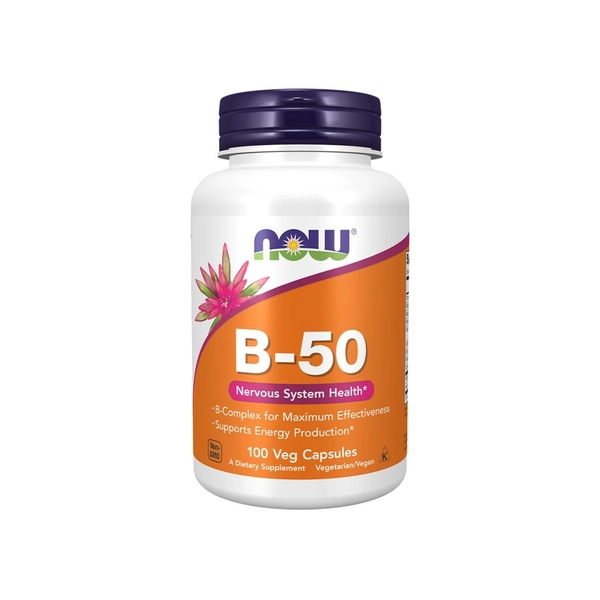 NOW®
B-50
Nervous System Health*
• B-Complex for Maximum Effectiveness
• Supports Energy Production*
Non-
GMO
100 Veg Capsules
A Dietary Supplement Vegetarian/Vegan
K